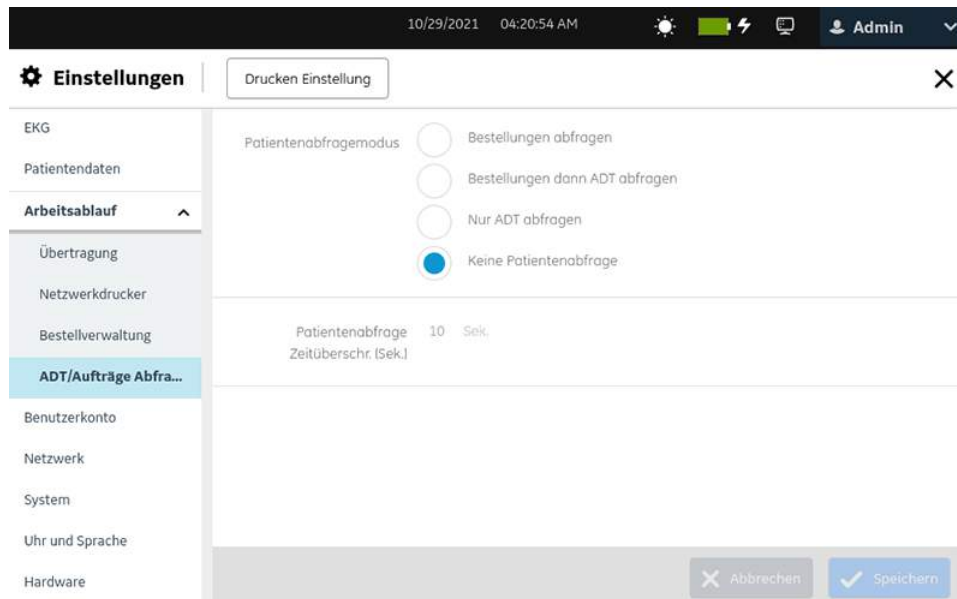 10/29/2021 04:20:54 AM
Admin
Einstellungen
Drucken Einstellung
EKG
Patientendaten
Arbeitsablauf
Übertragung
Netzwerkdrucker
Bestellverwaltung
ADT/Aufträge Abfra...
Benutzerkonto
Netzwerk
System
Uhr und Sprache
Hardware
Patientenabfragemodus
Bestellungen abfragen
Bestellungen dann ADT abfragen
Nur ADT abfragen
Keine Patientenabfrage
Patientenabfrage 10 Sek.
Zeitüberschr. (Sek.)
Abbrechen
Speichern